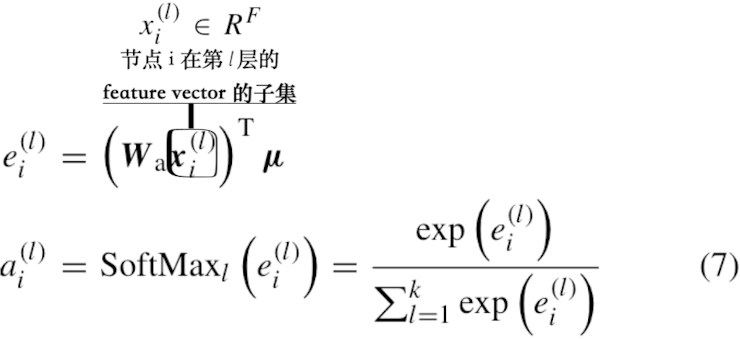 x_i^{(l)} ∈ R^F
节点 i 在第 l 层的
feature vector 的子集
e_i^{(l)} = (W_a x_i^{(l)})^T μ
a_i^{(l)} = SoftMax_l (e_i^{(l)}) = \frac{exp (e_i^{(l)})}{∑_{l=1}^{k} exp (e_i^{(l)})} (7)